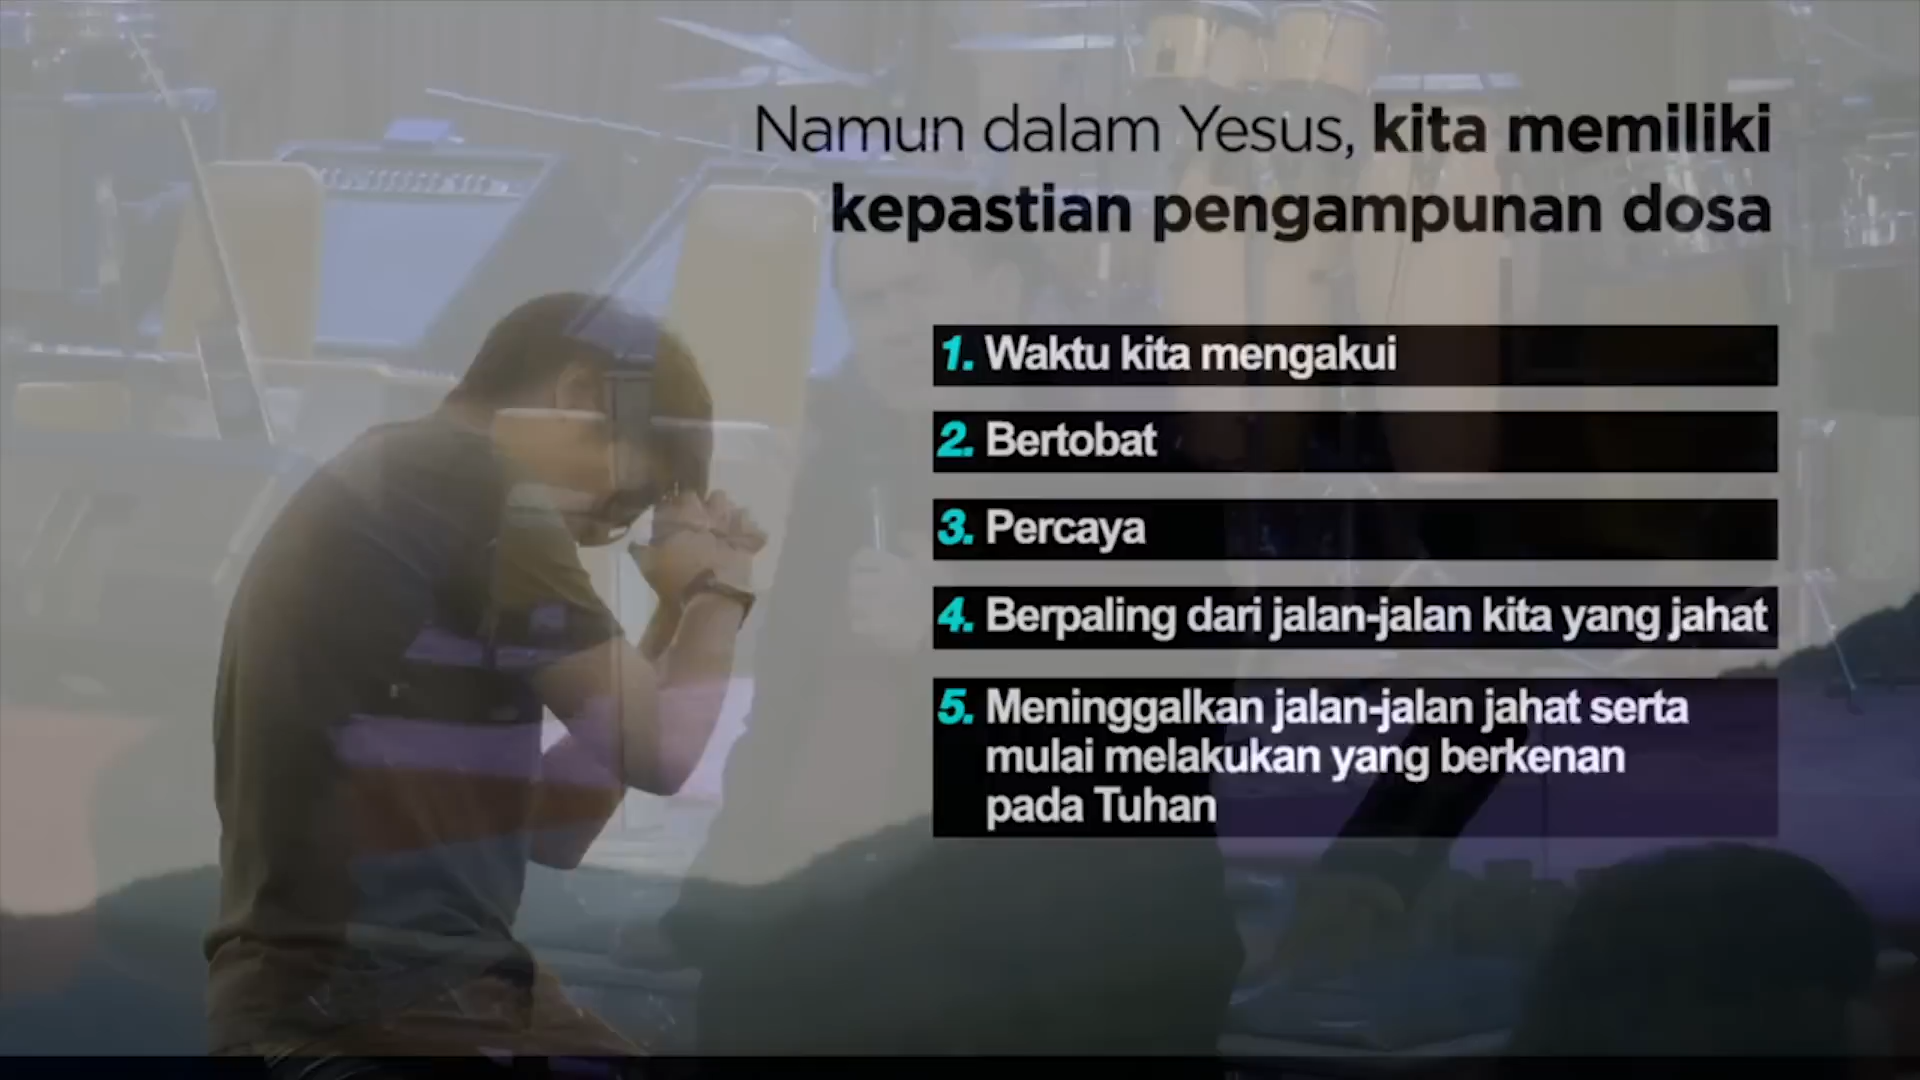 Namun dalam Yesus, kita memiliki
kepastian pengampunan dosa
1. Waktu kita mengakui
2. Bertobat
3. Percaya
4. Berpaling dari jalan-jalan kita yang jahat
5. Meninggalkan jalan-jalan jahat serta
mulai melakukan yang berkenan
pada Tuhan